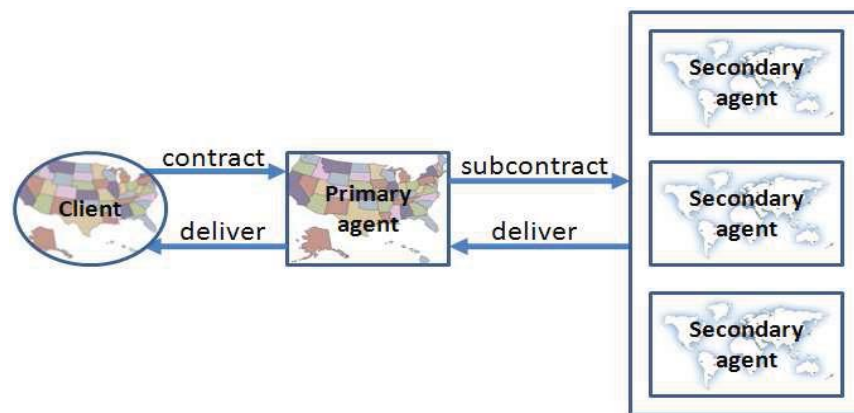 Client
contract
deliver
Primary
agent
subcontract
deliver
Secondary
agent
Secondary
agent
Secondary
agent